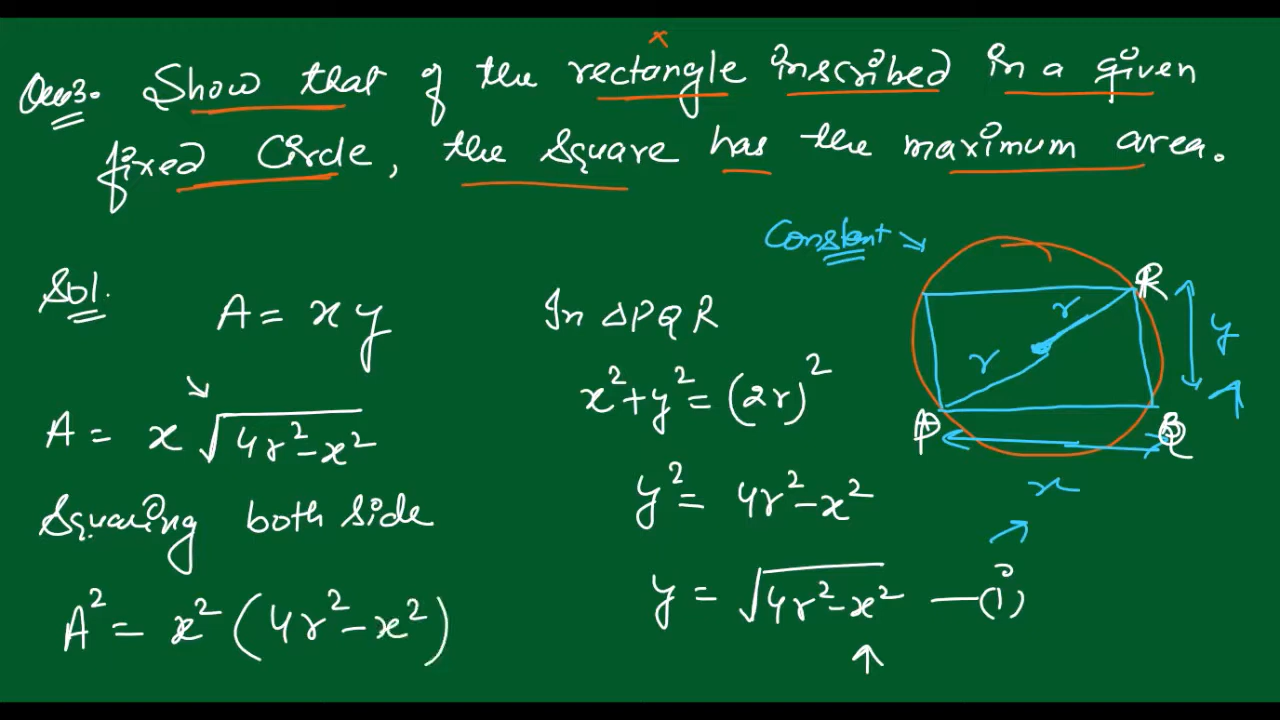 Ques3. Show that of the rectangle inscribed in a given
fixed Circle, the Square has the maximum area.
Constant
Sol.
A = xy
A = x √(4r²-x²)
Squaring both side
A² = x² (4r²-x²)
In △PQR
x²+y² = (2r)²
y² = 4r²-x²
y = √(4r²-x²) —(i)
R
r
r
y
P
Q
x